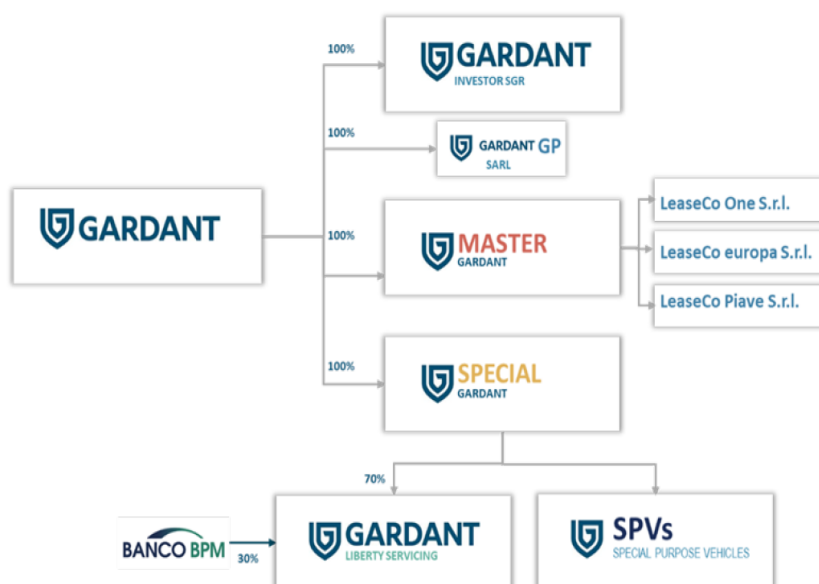 100%
GARDANT
INVESTOR SGR
100%
GARDANT GP
SARL
GARDANT
100%
MASTER
GARDANT
LeaseCo One S.r.l.
LeaseCo europa S.r.l.
LeaseCo Piave S.r.l.
100%
SPECIAL
GARDANT
70%
BANCO BPM
30%
GARDANT
LIBERTY SERVICING
SPVs
SPECIAL PURPOSE VEHICLES